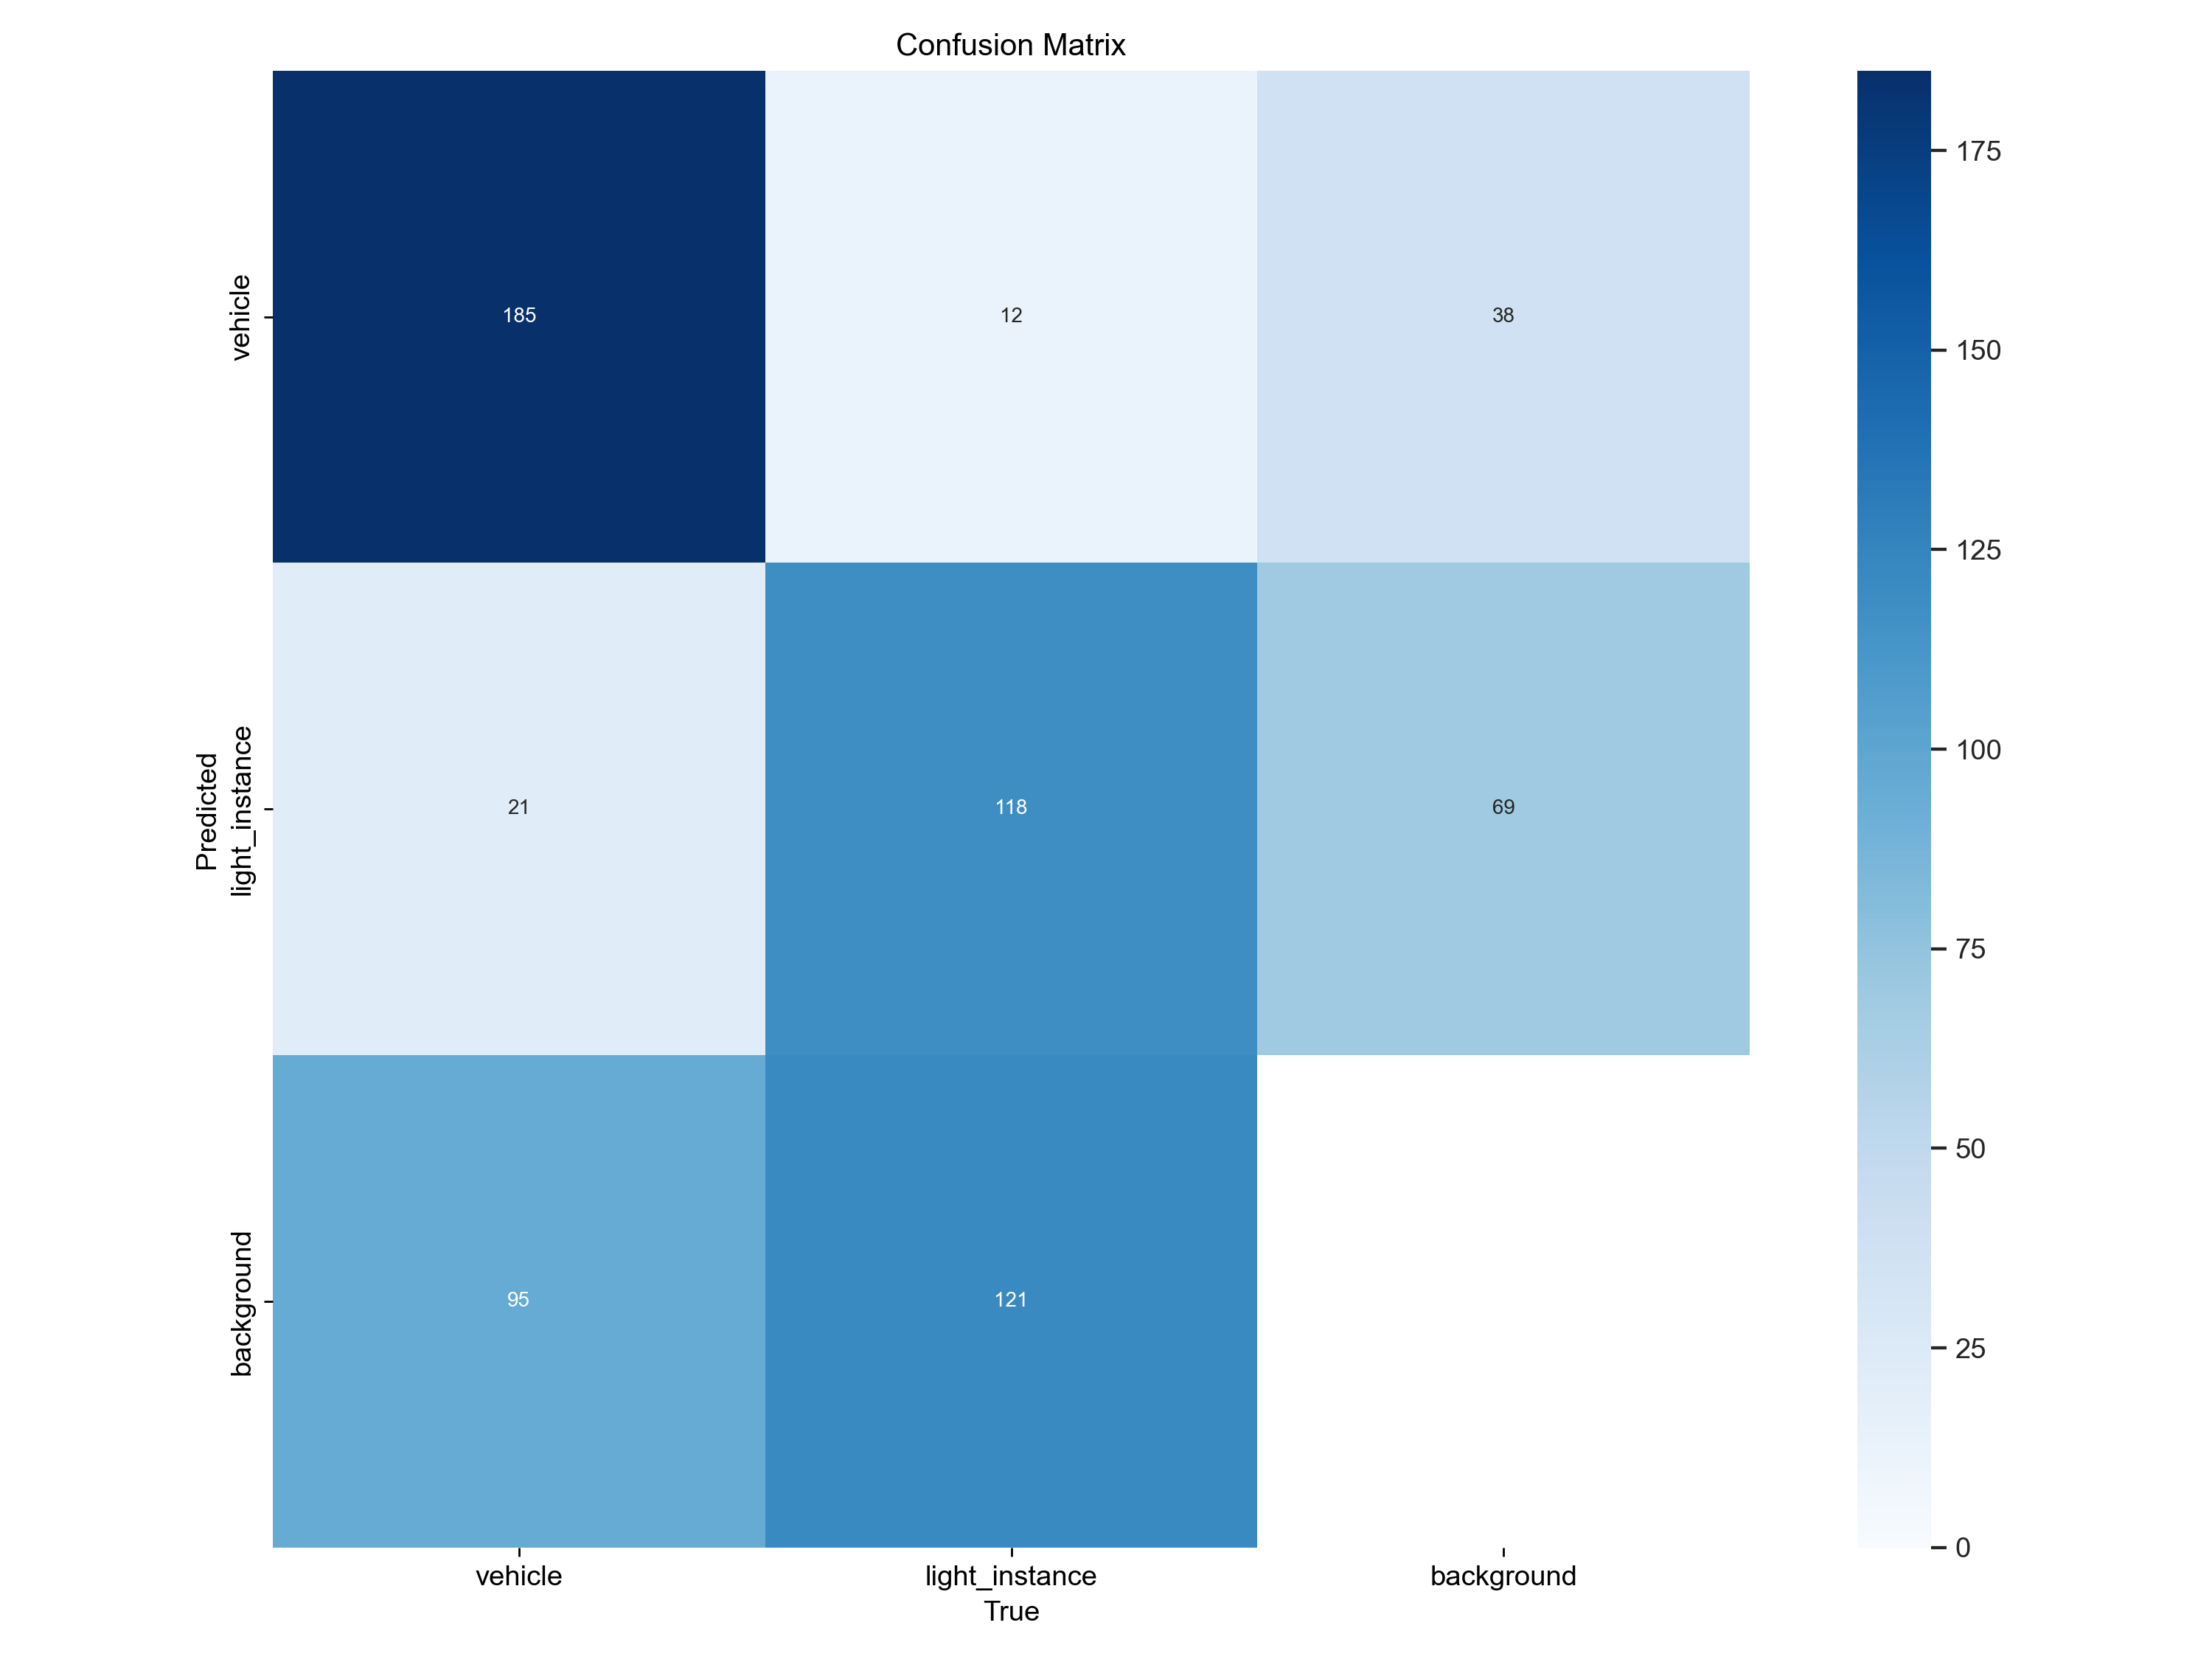 Confusion Matrix
vehicle
185
12
38
Predicted
light_instance
21
118
69
background
95
121
vehicle
light_instance
background
True
175
150
125
100
75
50
25
0